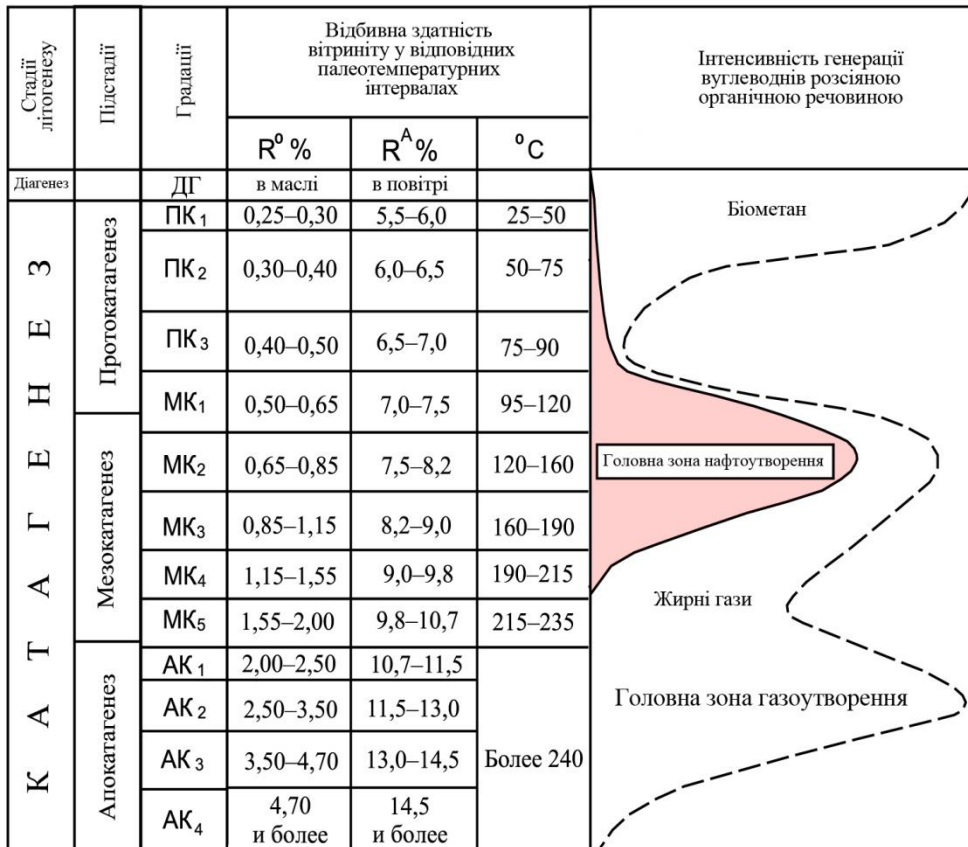 Стадії
літогенезу
Підстадії
Градації
Відбивна здатність
вітриніту у відповідних
палеотемпературних
інтервалах
Інтенсивність генерації
вуглеводнів розсіяною
органічною речовиною
R⁰ %
Rᴬ %
⁰C
Діагенез
ДГ
в маслі
в повітрі
КАТАГЕНЕЗ
Протокатагенез
ПК₁
0,25–0,30
5,5–6,0
25–50
Біометан
ПК₂
0,30–0,40
6,0–6,5
50–75
ПК₃
0,40–0,50
6,5–7,0
75–90
МК₁
0,50–0,65
7,0–7,5
95–120
Мезокатагенез
МК₂
0,65–0,85
7,5–8,2
120–160
Головна зона нафтоутворення
МК₃
0,85–1,15
8,2–9,0
160–190
МК₄
1,15–1,55
9,0–9,8
190–215
Жирні гази
МК₅
1,55–2,00
9,8–10,7
215–235
Апокатагенез
АК₁
2,00–2,50
10,7–11,5
АК₂
2,50–3,50
11,5–13,0
Головна зона газоутворення
АК₃
3,50–4,70
13,0–14,5
Более 240
АК₄
4,70
и более
14,5
и более